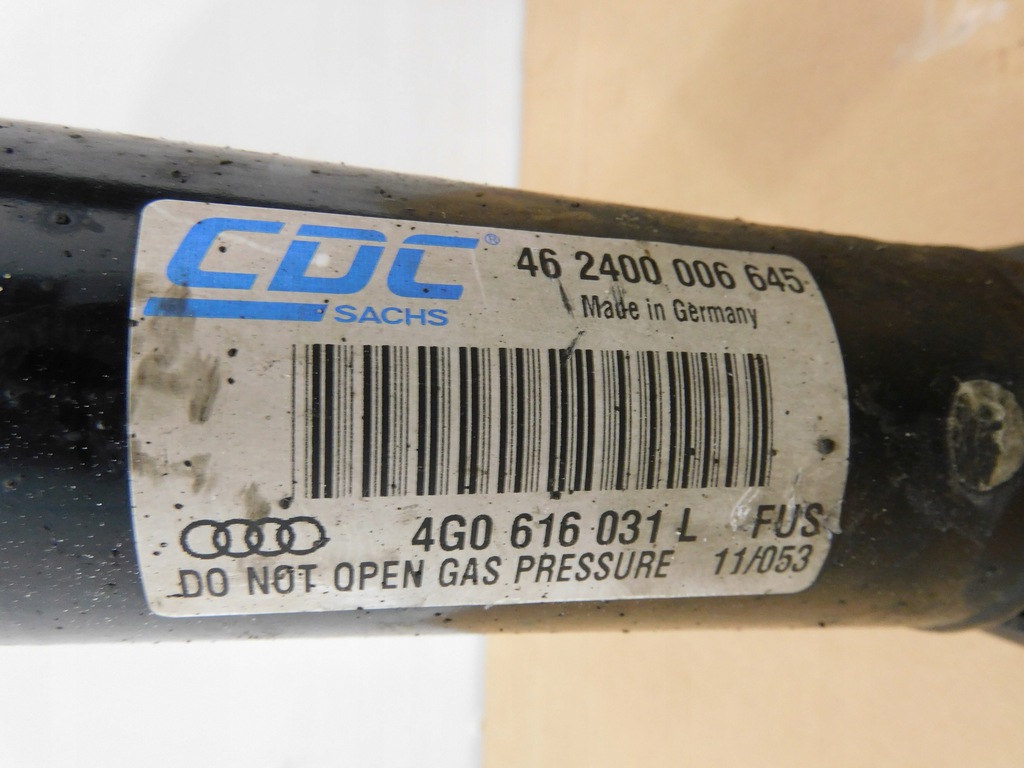 CDC®
SACHS
46 2400 006 645
Made in Germany
4G0 616 031 L FUS
DO NOT OPEN GAS PRESSURE 11/053